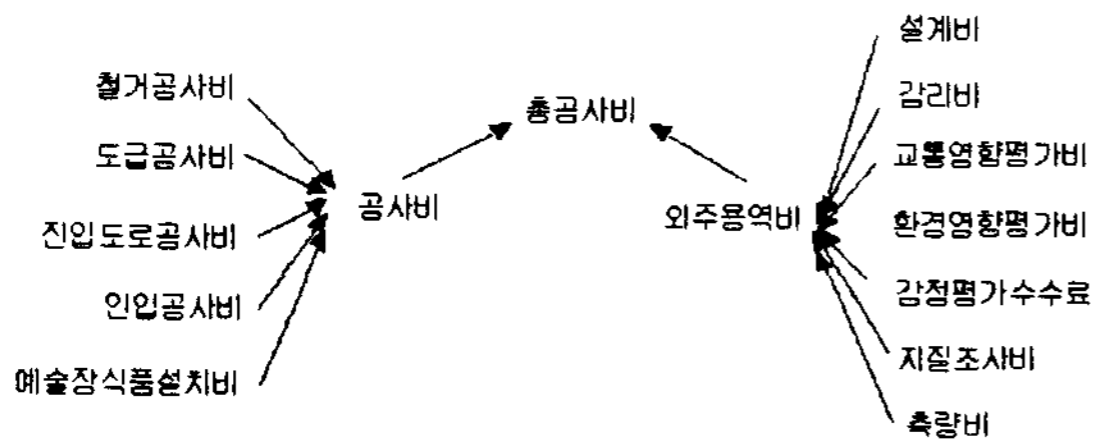 철거공사비
도급공사비
진입도로공사비
인입공사비
예술장식품설치비
공사비
총공사비
외주용역비
설계비
감리비
교통영향평가비
환경영향평가비
감정평가수수료
지질조사비
측량비